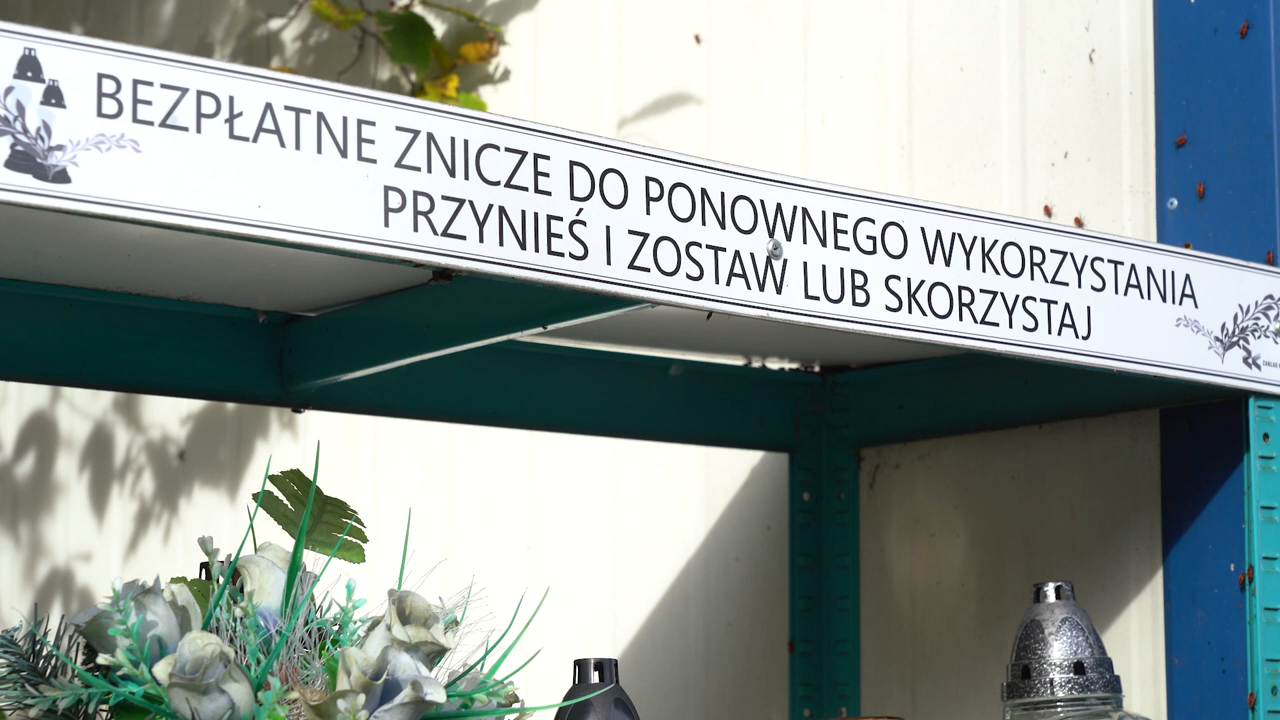 BEZPŁATNE ZNICZE DO PONOWNEGO WYKORZYSTANIA
PRZYNIEŚ I ZOSTAW LUB SKORZYSTAJ